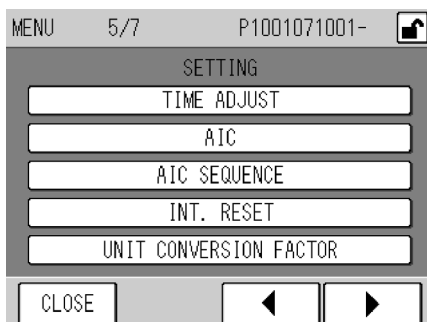 MENU 5/7 P1001071001-
SETTING
TIME ADJUST
AIC
AIC SEQUENCE
INT. RESET
UNIT CONVERSION FACTOR
CLOSE